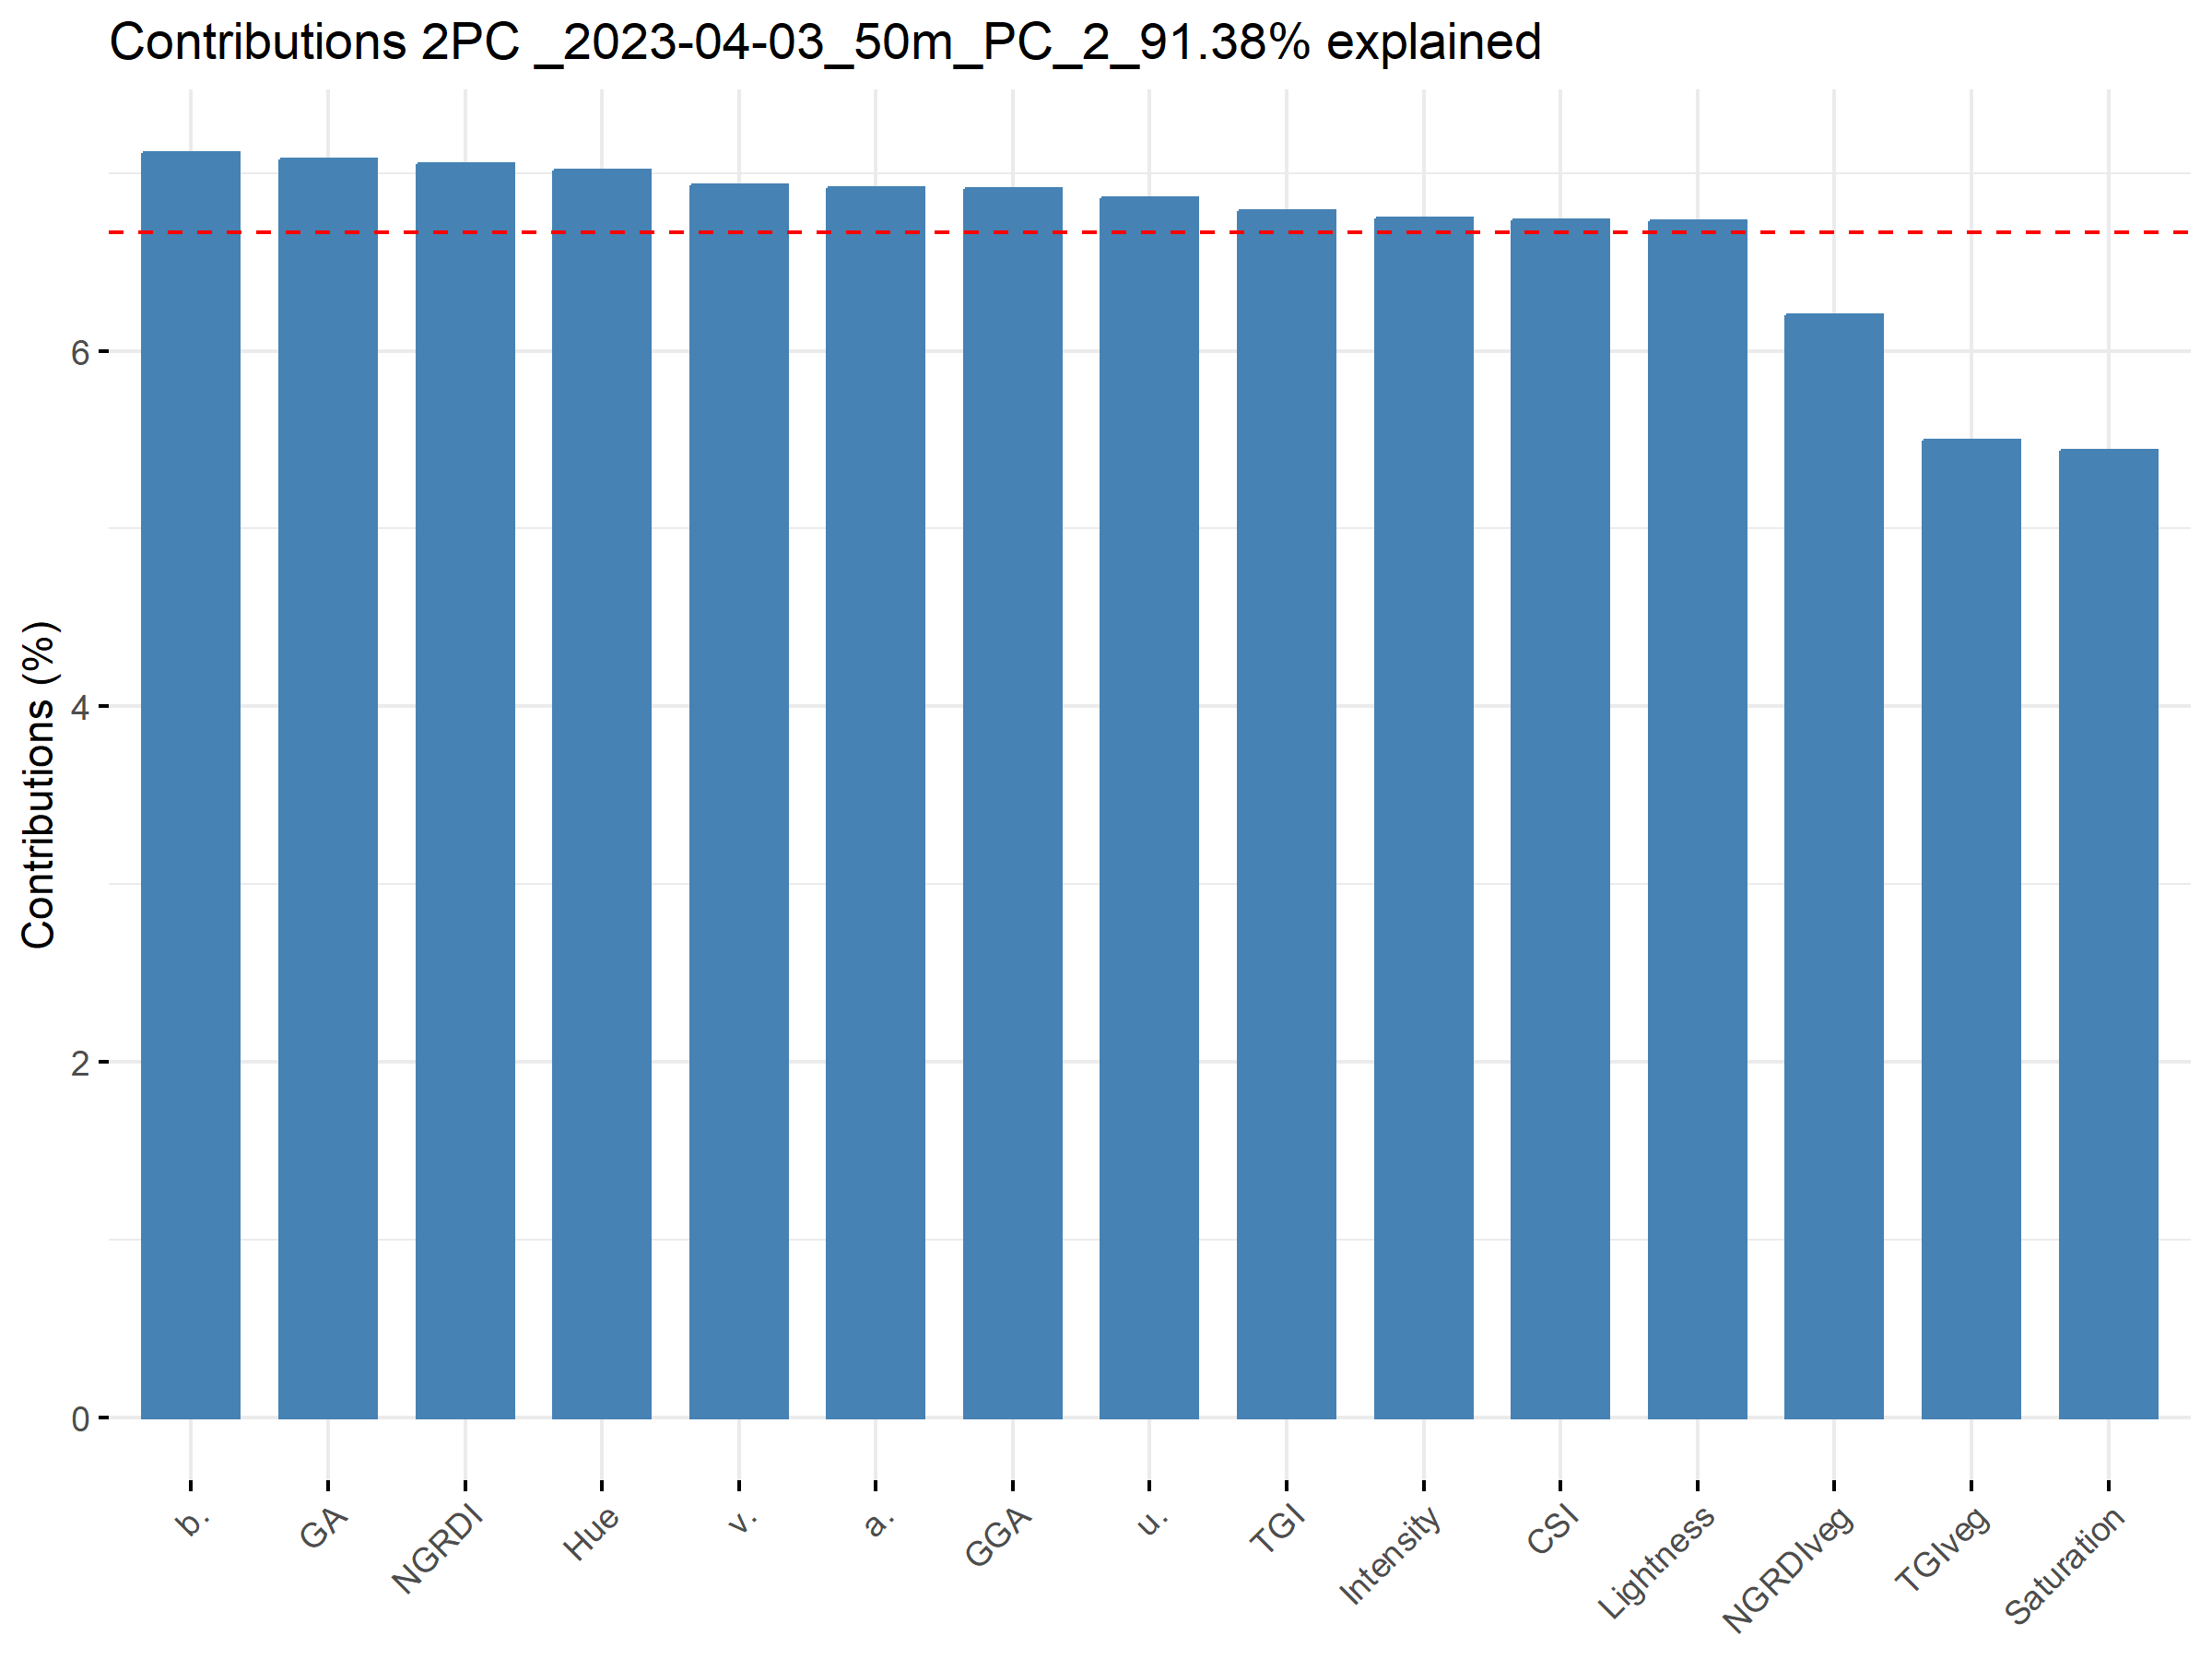 Contributions 2PC _2023-04-03_50m_PC_2_91.38% explained
Contributions (%)
6
4
2
0
b.
GA
NGRDI
Hue
v.
a.
GGA
u.
TGI
Intensity
CSI
Lightness
NGRDIveg
TGIveg
Saturation